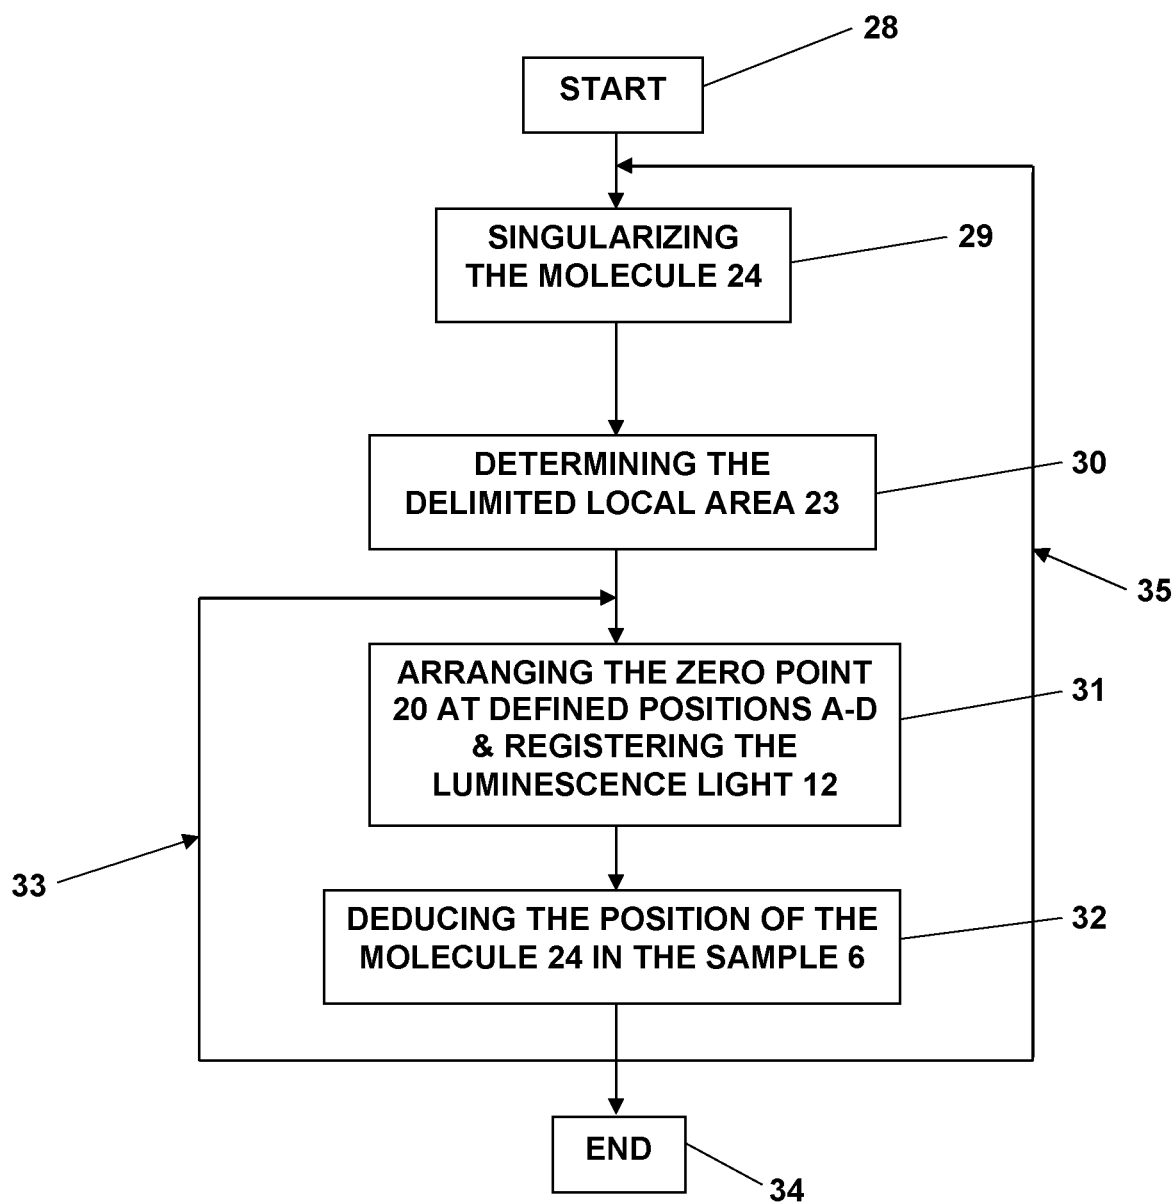 28
START
SINGULARIZING
THE MOLECULE 24
29
DETERMINING THE
DELIMITED LOCAL AREA 23
30
35
ARRANGING THE ZERO POINT
20 AT DEFINED POSITIONS A-D
& REGISTERING THE
LUMINESCENCE LIGHT 12
31
33
DEDUCING THE POSITION OF THE
MOLECULE 24 IN THE SAMPLE 6
32
END
34